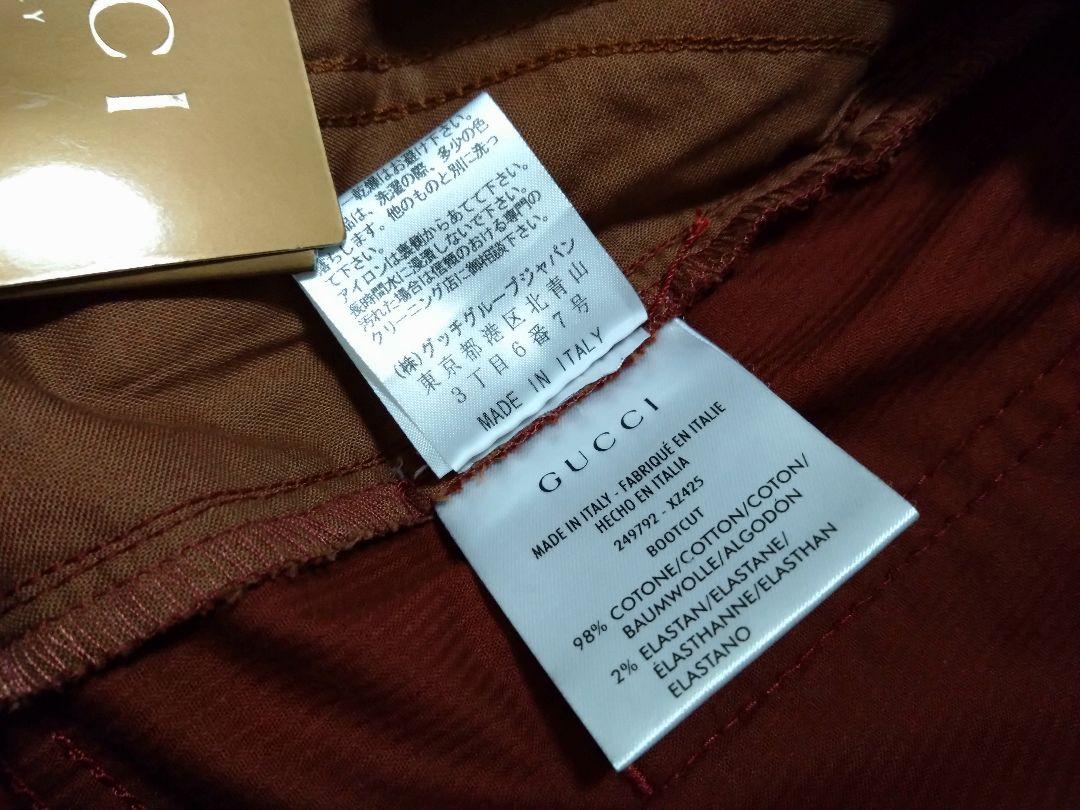 CCI
Y
乾燥はお避け下さい。
品は、洗濯の際、多少の色
落ちします。他のものと別に洗っ
て下さい。
アイロンは裏側からあてて下さい。
長時間水に浸漬しないで下さい。
汚れた場合は信頼のおける専門の
クリーニング店に御相談下さい。
(株)グッチグループジャパン
東京都港区北青山
3丁目6番7号
MADE IN ITALY
GUCCI
MADE IN ITALY - FABRIQUÉ EN ITALIE
HECHO EN ITALIA
249792 - XZ425
BOOTCUT
98% COTONE/COTTON/COTON/
BAUMWOLLE/ALGODÓN
2% ELASTAN/ELASTANE/
ÉLASTHANNE/ELASTHAN
ELASTANO